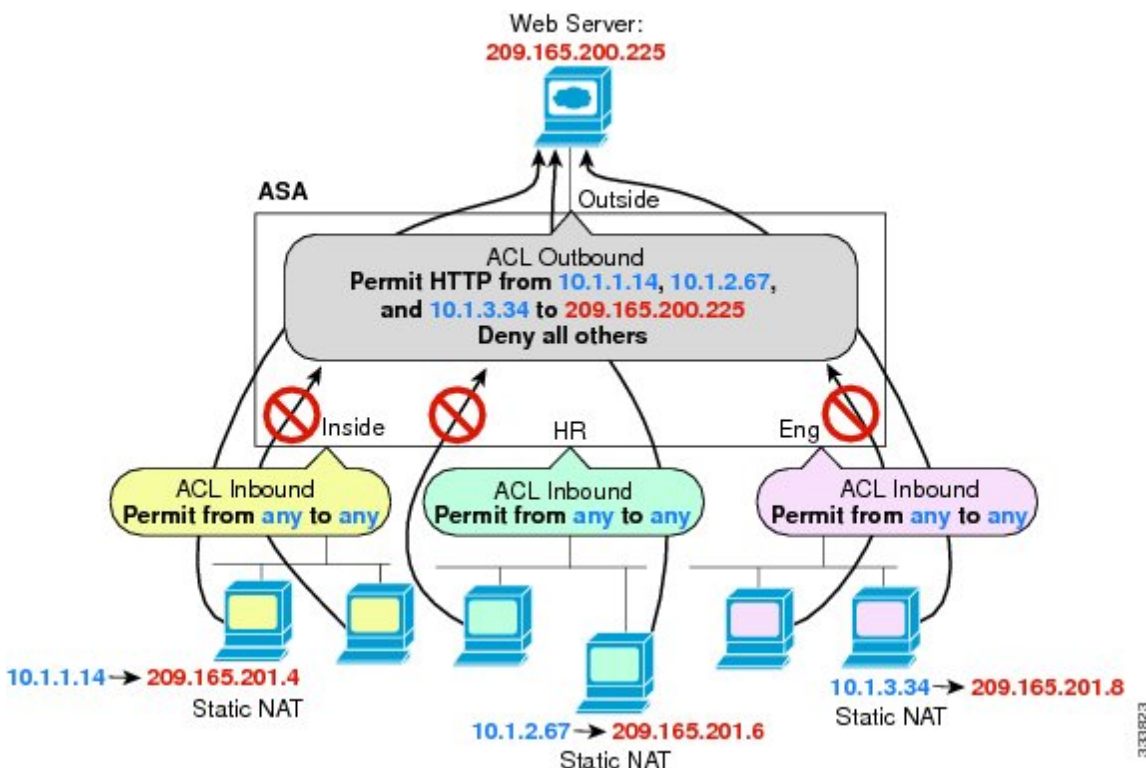 Web Server:
209.165.200.225
ASA
Outside
ACL Outbound
Permit HTTP from 10.1.1.14, 10.1.2.67,
and 10.1.3.34 to 209.165.200.225
Deny all others
Inside
HR
Eng
ACL Inbound
Permit from any to any
ACL Inbound
Permit from any to any
ACL Inbound
Permit from any to any
10.1.1.14 → 209.165.201.4
Static NAT
10.1.2.67 → 209.165.201.6
Static NAT
10.1.3.34 → 209.165.201.8
Static NAT
333823